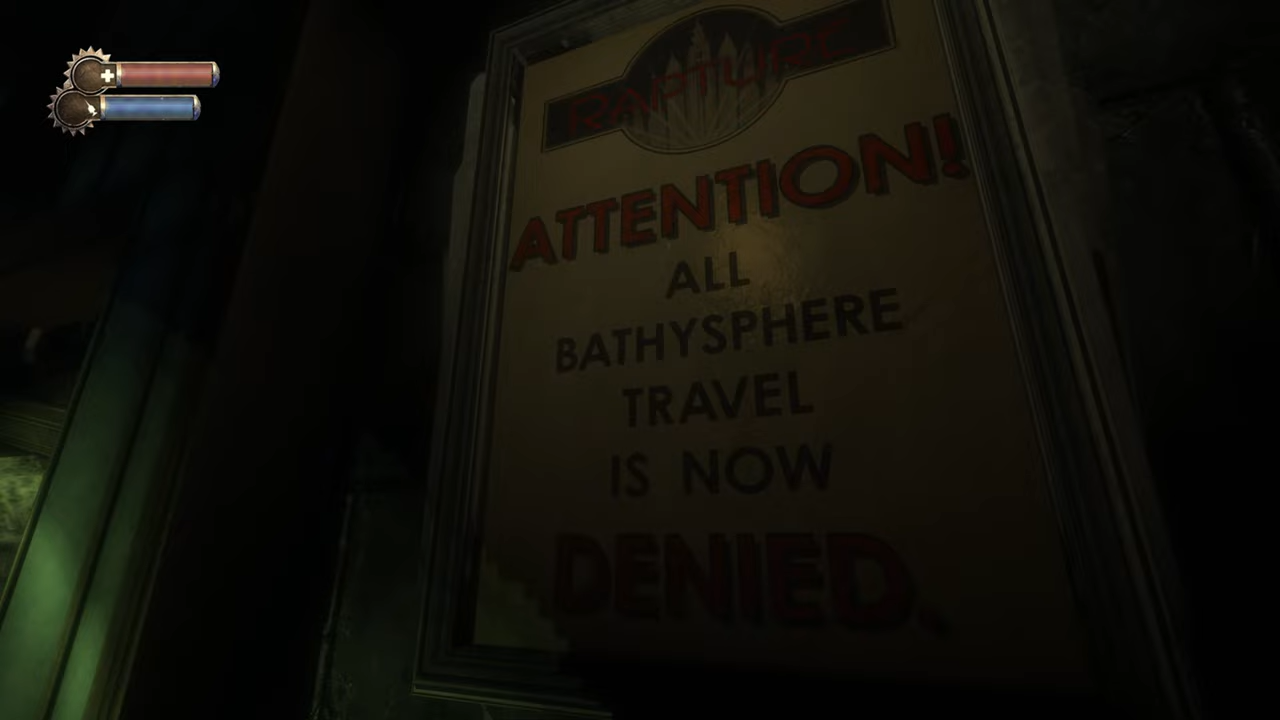 RAPTURE
ATTENTION!
ALL
BATHYSPHERE
TRAVEL
IS NOW
DENIED.